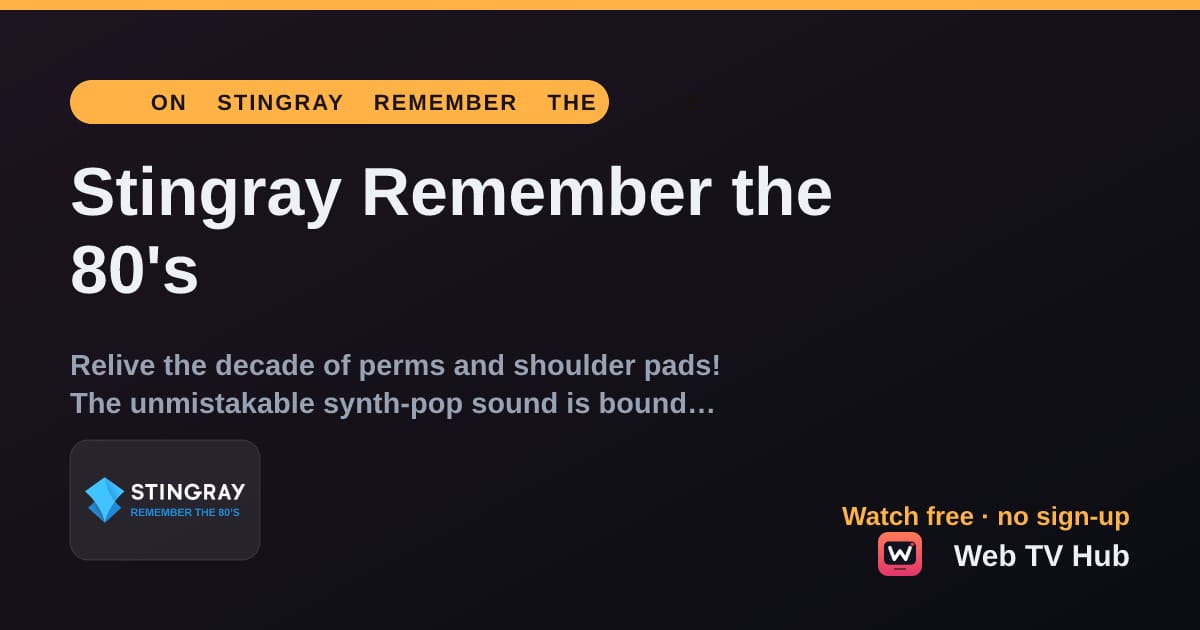 ON STINGRAY REMEMBER THE
Stingray Remember the
80's
Relive the decade of perms and shoulder pads!
The unmistakable synth-pop sound is bound…
STINGRAY
REMEMBER THE 80'S
Watch free · no sign-up
W
Web TV Hub